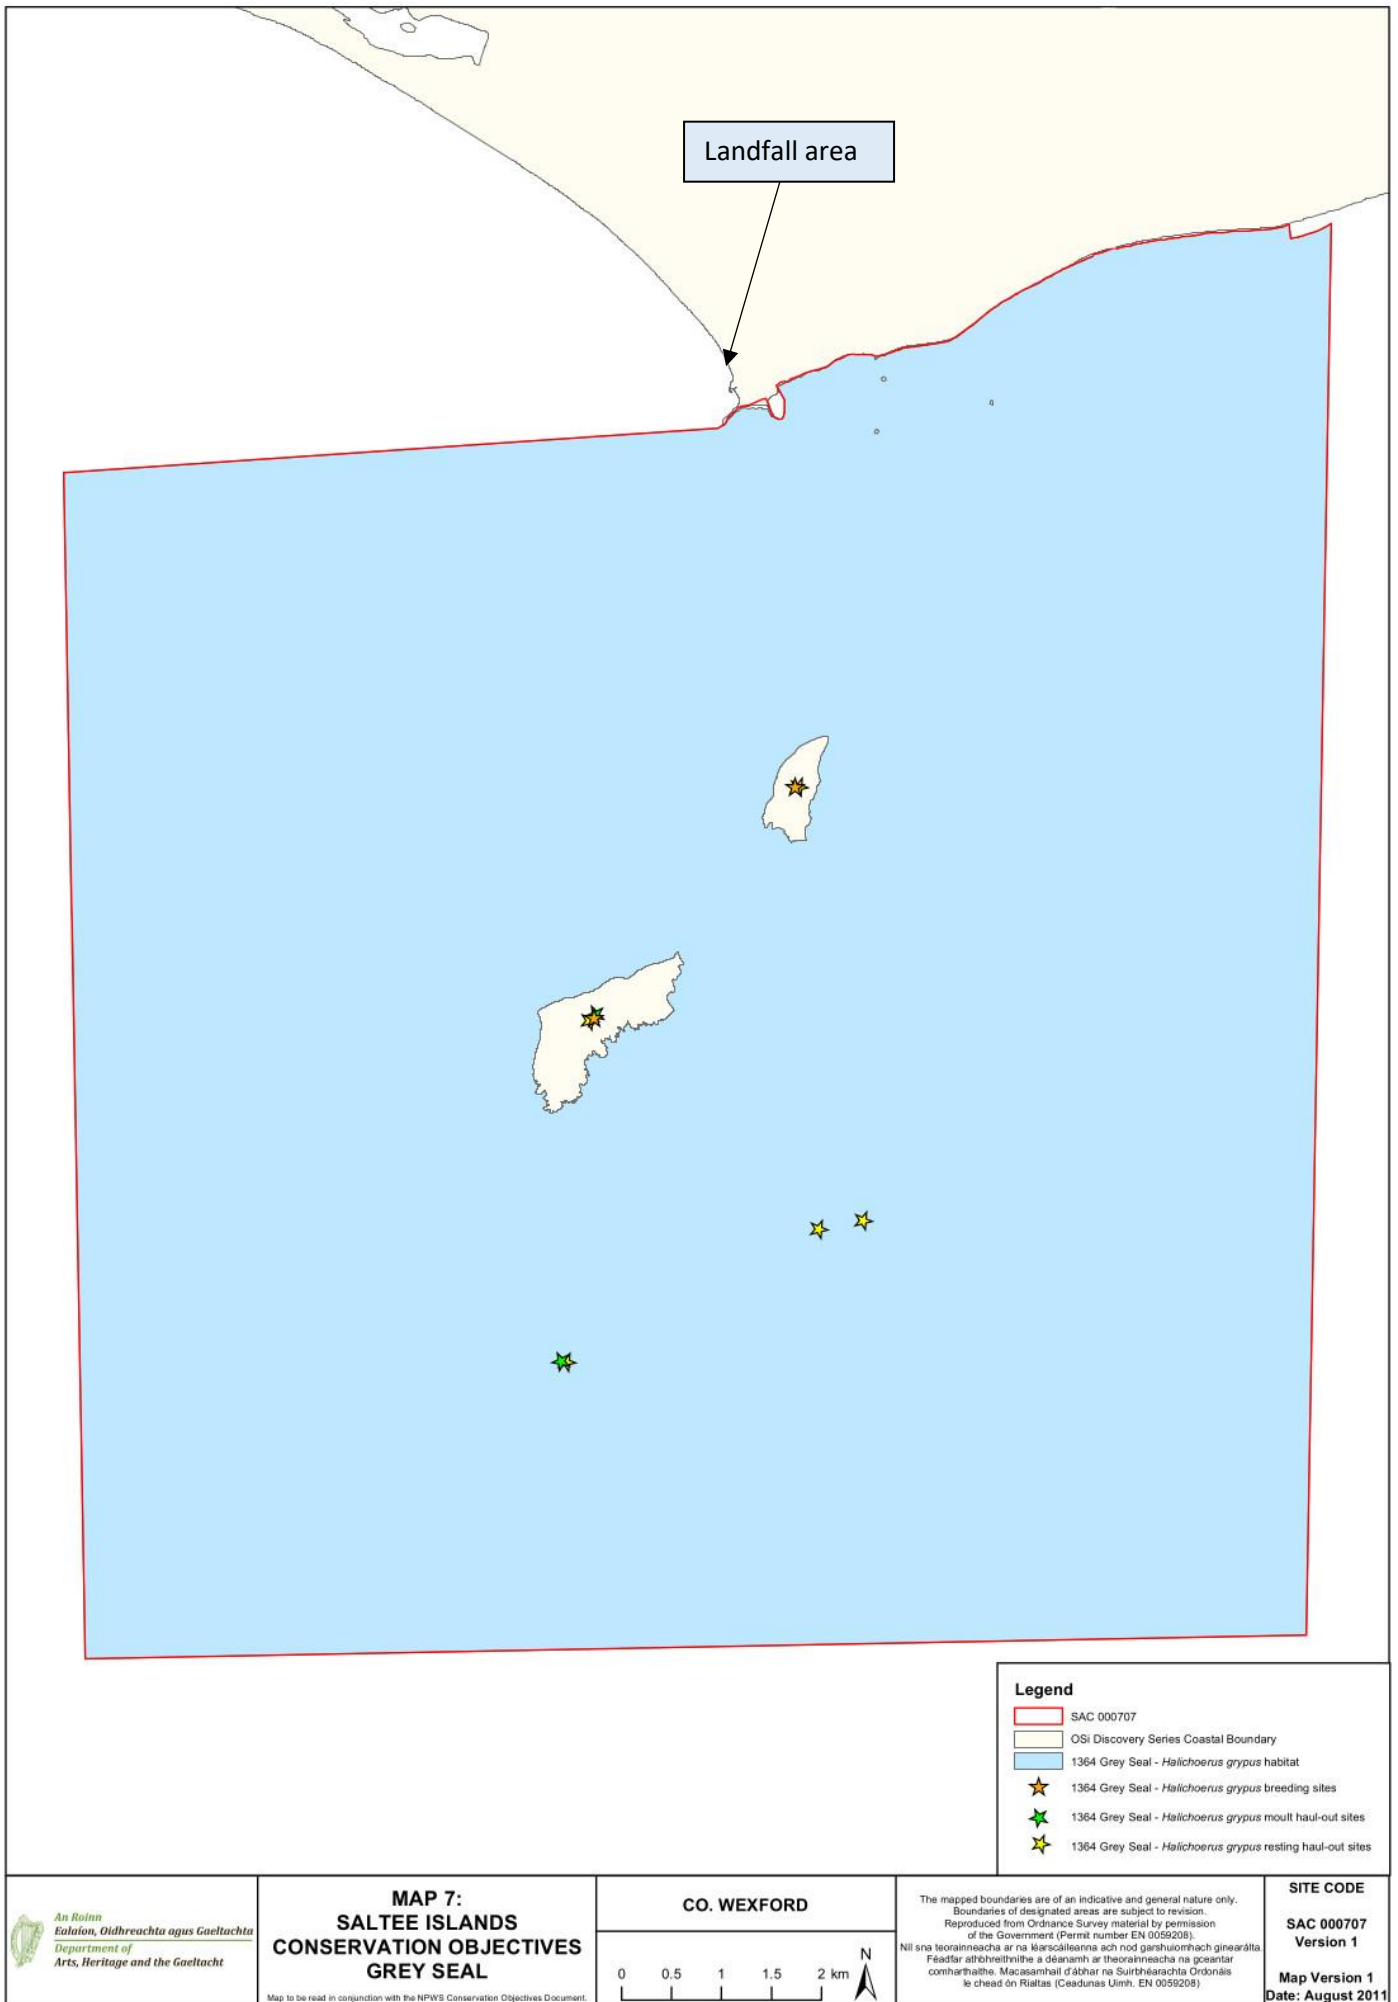 Landfall area
Legend
SAC 000707
OSi Discovery Series Coastal Boundary
1364 Grey Seal - Halichoerus grypus habitat
1364 Grey Seal - Halichoerus grypus breeding sites
1364 Grey Seal - Halichoerus grypus moult haul-out sites
1364 Grey Seal - Halichoerus grypus resting haul-out sites
An Roinn
Ealaíon, Oidhreachta agus Gaeltachta
Department of
Arts, Heritage and the Gaeltacht
MAP 7:
SALTEE ISLANDS
CONSERVATION OBJECTIVES
GREY SEAL
Map to be read in conjunction with the NPWS Conservation Objectives Document.
CO. WEXFORD
N
0 0.5 1 1.5 2 km
The mapped boundaries are of an indicative and general nature only.
Boundaries of designated areas are subject to revision.
Reproduced from Ordnance Survey material by permission
of the Government (Permit number EN 0059208).
Níl sna teorainneacha ar na léarscáileanna ach nod garshuiomhach ginearálta.
Féadfar athbhreithnithe a déanamh ar theorainneacha na gceantar
comharthaithe. Macasamhail d'ábhar na Suirbhéarachta Ordonáis
le chead ón Rialtas (Ceadunas Uimh. EN 0059208)
SITE CODE
SAC 000707
Version 1
Map Version 1
Date: August 2011